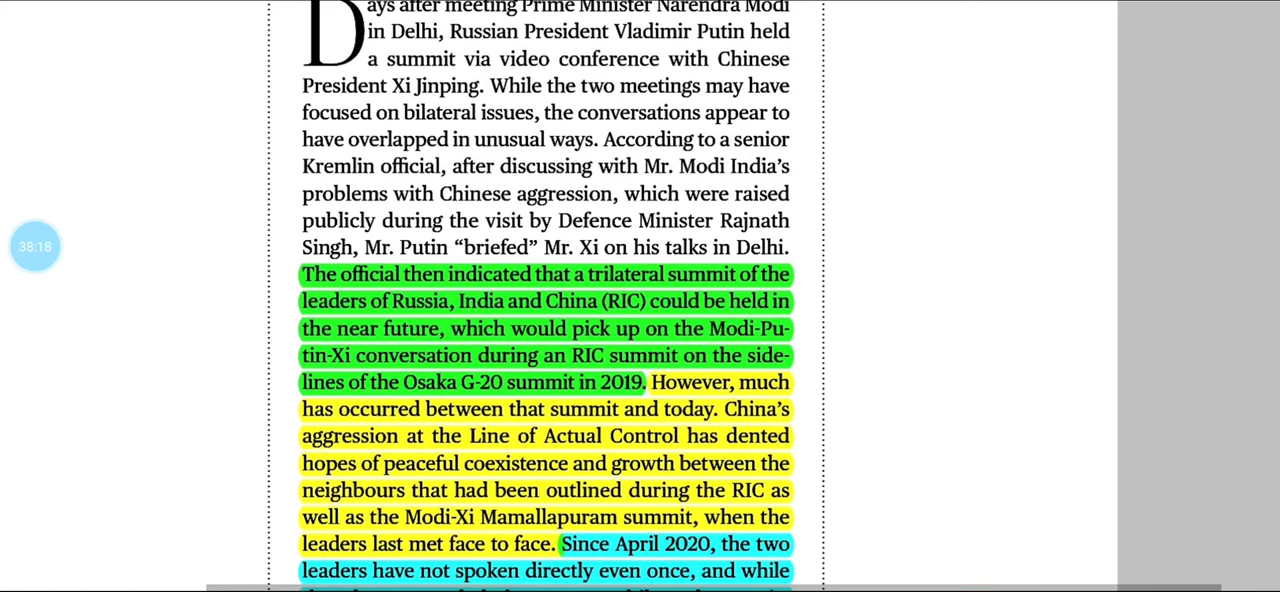 Days after meeting Prime Minister Narendra Modi
in Delhi, Russian President Vladimir Putin held
a summit via video conference with Chinese
President Xi Jinping. While the two meetings may have
focused on bilateral issues, the conversations appear to
have overlapped in unusual ways. According to a senior
Kremlin official, after discussing with Mr. Modi India’s
problems with Chinese aggression, which were raised
publicly during the visit by Defence Minister Rajnath
Singh, Mr. Putin “briefed” Mr. Xi on his talks in Delhi.
The official then indicated that a trilateral summit of the
leaders of Russia, India and China (RIC) could be held in
the near future, which would pick up on the Modi-Pu-
tin-Xi conversation during an RIC summit on the side-
lines of the Osaka G-20 summit in 2019. However, much
has occurred between that summit and today. China’s
aggression at the Line of Actual Control has dented
hopes of peaceful coexistence and growth between the
neighbours that had been outlined during the RIC as
well as the Modi-Xi Mamallapuram summit, when the
leaders last met face to face. Since April 2020, the two
leaders have not spoken directly even once, and while
38:18